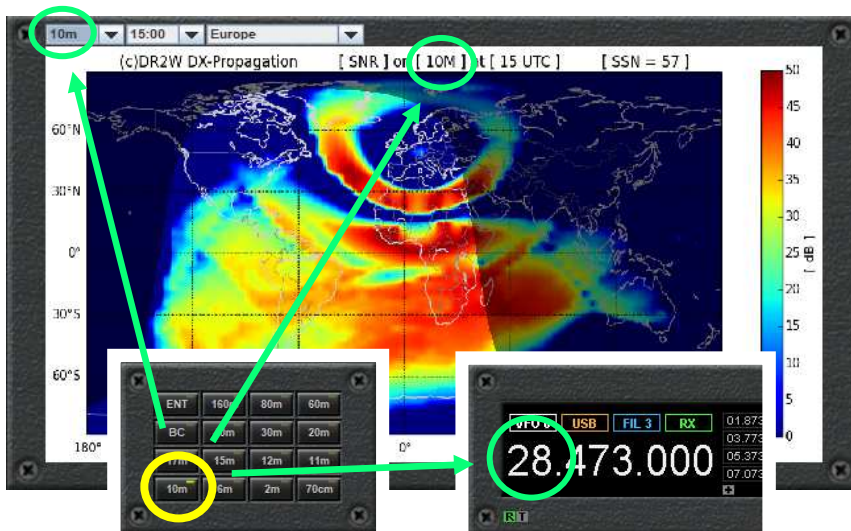 10m 15:00 Europe
(c)DR2W DX-Propagation [ SNR ] on [ 10M ] at [ 15 UTC ] [ SSN = 57 ]
60°N
30°N
0°
30°S
60°S
180°
0°
50
45
40
35
30
25
20
15
10
5
0
[ dB ]
ENT 160m 80m 60m
BC 30m 20m
17m 15m 12m 11m
10m 6m 2m 70cm
USB FIL 3 RX
28.473.000
01.873
03.773
05.373
07.073
RT